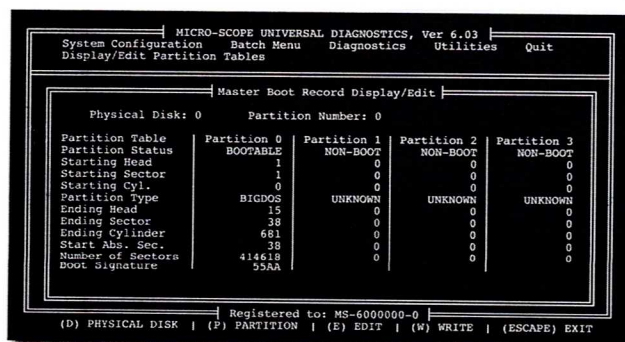 MICRO-SCOPE UNIVERSAL DIAGNOSTICS, Ver 6.03
System Configuration Batch Menu Diagnostics Utilities Quit
Display/Edit Partition Tables
Master Boot Record Display/Edit
Physical Disk: 0 Partition Number: 0
Partition Table | Partition 0 | Partition 1 | Partition 2 | Partition 3
Partition Status BOOTABLE NON-BOOT NON-BOOT NON-BOOT
Starting Head 1 0 0 0
Starting Sector 1 0 0 0
Starting Cyl. 0 0 0 0
Partition Type BIGDOS UNKNOWN UNKNOWN UNKNOWN
Ending Head 15 0 0 0
Ending Sector 38 0 0 0
Ending Cylinder 681 0 0 0
Start Abs. Sec. 38 0 0 0
Number of Sectors 414618 0 0 0
Boot Signature 55AA
Registered to: MS-6000000-0
(D) PHYSICAL DISK | (P) PARTITION | (E) EDIT | (W) WRITE | (ESCAPE) EXIT